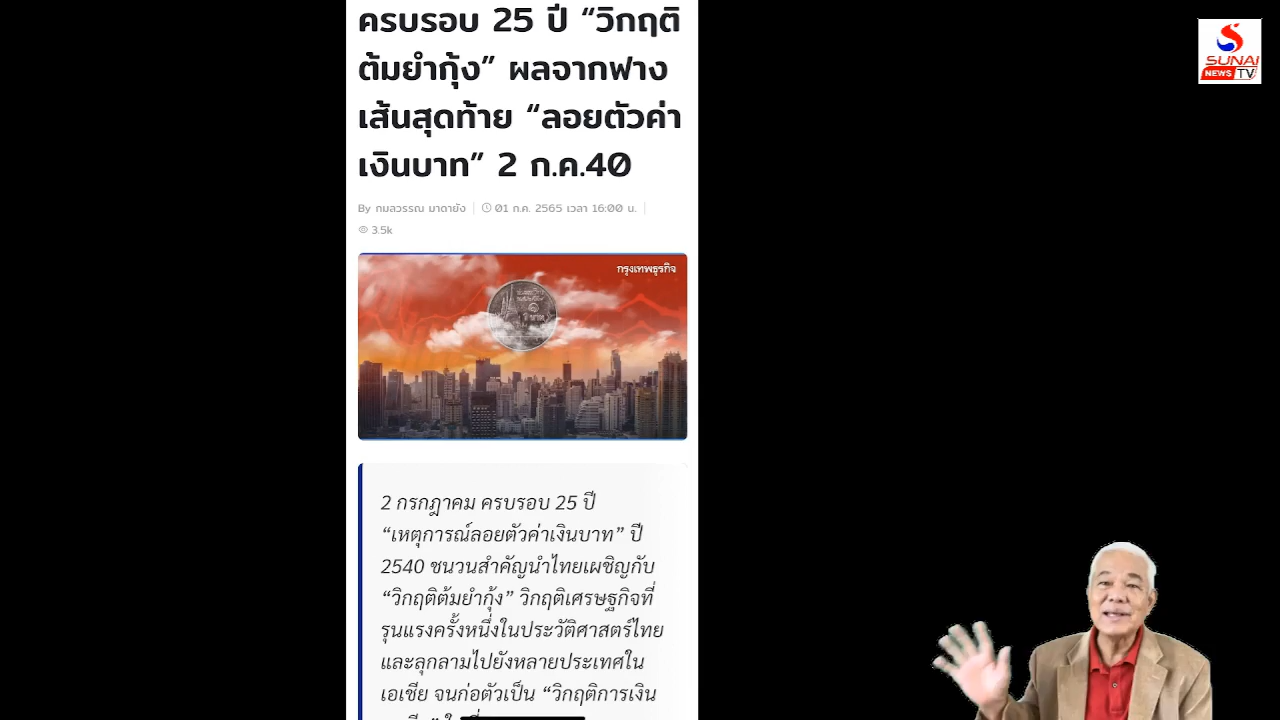 ครบรอบ 25 ปี “วิกฤติ
ต้มยำกุ้ง” ผลจากฟาง
เส้นสุดท้าย “ลอยตัวค่า
เงินบาท” 2 ก.ค.40
By กมลวรรณ มาดายัง | 01 ก.ค. 2565 เวลา 16:00 น. |
3.5k
กรุงเทพธุรกิจ
2 กรกฎาคม ครบรอบ 25 ปี
“เหตุการณ์ลอยตัวค่าเงินบาท” ปี
2540 ชนวนสำคัญนำไทยเผชิญกับ
“วิกฤติต้มยำกุ้ง” วิกฤติเศรษฐกิจที่
รุนแรงครั้งหนึ่งในประวัติศาสตร์ไทย
และลุกลามไปยังหลายประเทศใน
เอเชีย จนก่อตัวเป็น “วิกฤติการเงิน
SUNAI
NEWS TV